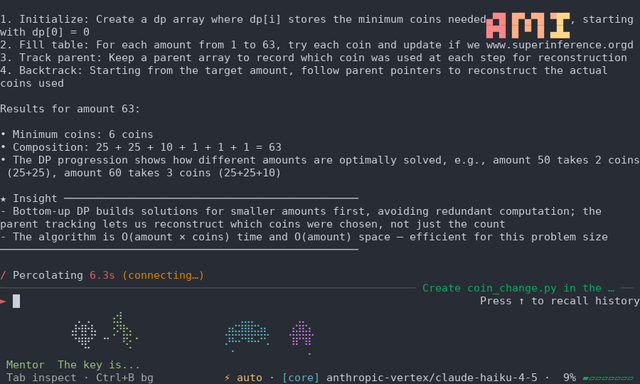 1. Initialize: Create a dp array where dp[i] stores the minimum coins needed ANI, starting
with dp[0] = 0
2. Fill table: For each amount from 1 to 63, try each coin and update if we www.superinference.orgd
3. Track parent: Keep a parent array to record which coin was used at each step for reconstruction
4. Backtrack: Starting from the target amount, follow parent pointers to reconstruct the actual
coins used
Results for amount 63:
• Minimum coins: 6 coins
• Composition: 25 + 25 + 10 + 1 + 1 + 1 = 63
• The DP progression shows how different amounts are optimally solved, e.g., amount 50 takes 2 coins
(25+25), amount 60 takes 3 coins (25+25+10)
★ Insight
- Bottom-up DP builds solutions for smaller amounts first, avoiding redundant computation; the
parent tracking lets us reconstruct which coins were chosen, not just the count
- The algorithm is O(amount × coins) time and O(amount) space — efficient for this problem size
/ Percolating 6.3s (connecting…)
Create coin_change.py in the …
Press ↑ to recall history
Mentor The key is...
Tab inspect · Ctrl+B bg ⚡ auto · [core] anthropic-vertex/claude-haiku-4-5 · 9%